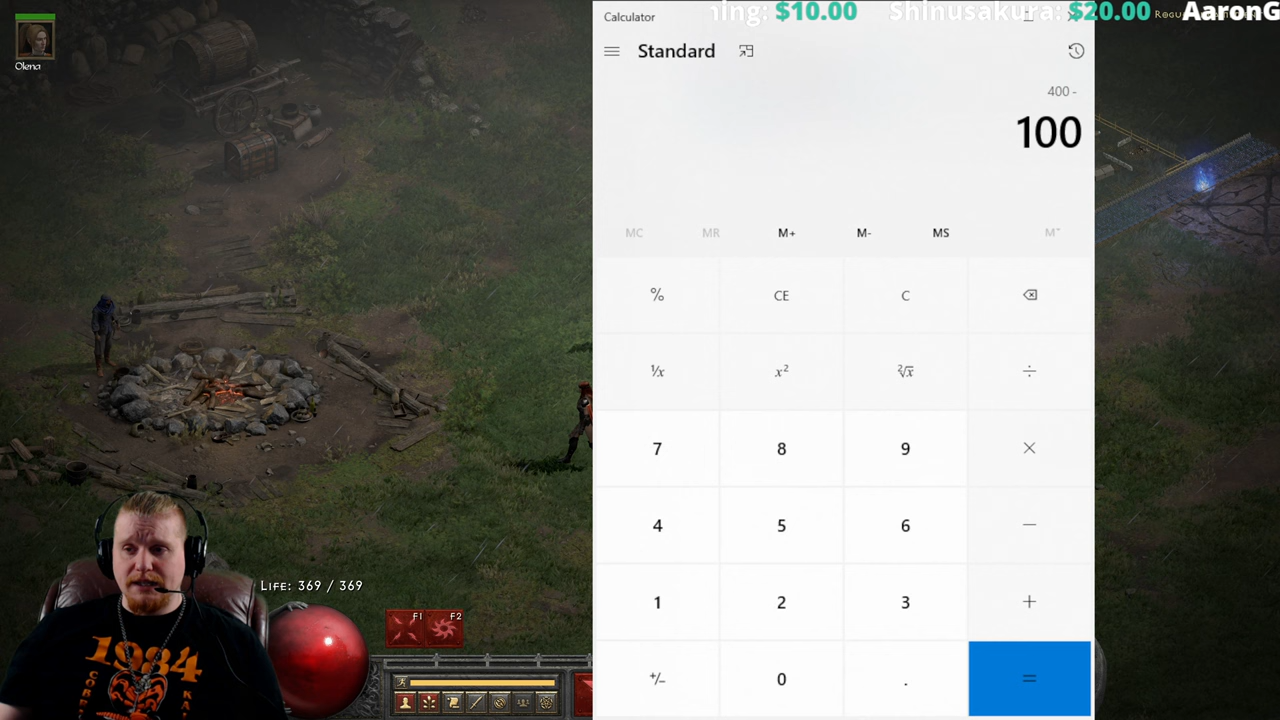 Calculator
ning: $10.00 Shinusakura: $20.00 AaronG
Olena
Standard
400 -
100
MC MR M+ M- MS
% CE C
1/x x² ²√x ÷
7 8 9 ×
4 5 6 −
LIFE: 369 / 369
1 2 3 +
F1 F2
1984
+/- 0 . =